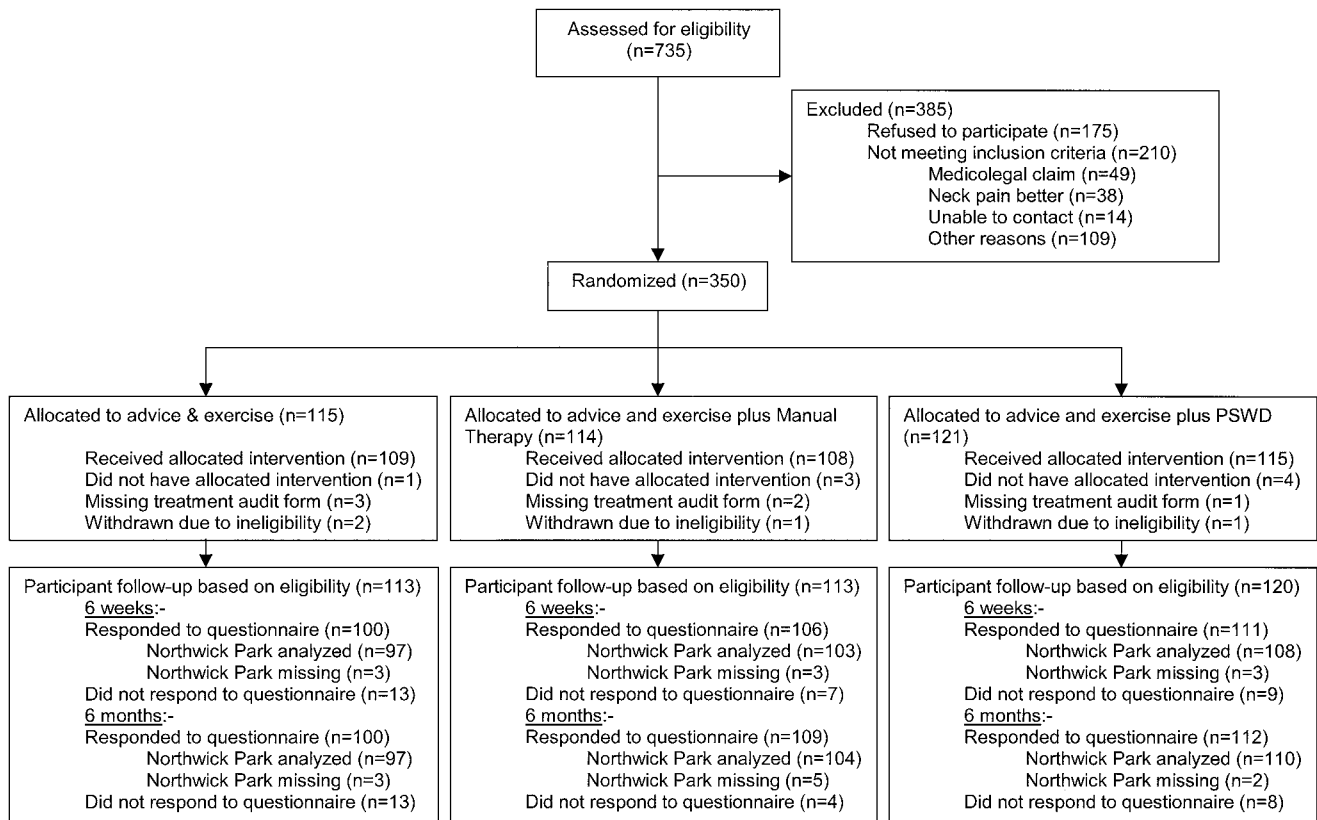 Assessed for eligibility
(n=735)
Excluded (n=385)
Refused to participate (n=175)
Not meeting inclusion criteria (n=210)
Medicolegal claim (n=49)
Neck pain better (n=38)
Unable to contact (n=14)
Other reasons (n=109)
Randomized (n=350)
Allocated to advice & exercise (n=115)
Received allocated intervention (n=109)
Did not have allocated intervention (n=1)
Missing treatment audit form (n=3)
Withdrawn due to ineligibility (n=2)
Allocated to advice and exercise plus Manual
Therapy (n=114)
Received allocated intervention (n=108)
Did not have allocated intervention (n=3)
Missing treatment audit form (n=2)
Withdrawn due to ineligibility (n=1)
Allocated to advice and exercise plus PSWD
(n=121)
Received allocated intervention (n=115)
Did not have allocated intervention (n=4)
Missing treatment audit form (n=1)
Withdrawn due to ineligibility (n=1)
Participant follow-up based on eligibility (n=113)
6 weeks:-
Responded to questionnaire (n=100)
Northwick Park analyzed (n=97)
Northwick Park missing (n=3)
Did not respond to questionnaire (n=13)
6 months:-
Responded to questionnaire (n=100)
Northwick Park analyzed (n=97)
Northwick Park missing (n=3)
Did not respond to questionnaire (n=13)
Participant follow-up based on eligibility (n=113)
6 weeks:-
Responded to questionnaire (n=106)
Northwick Park analyzed (n=103)
Northwick Park missing (n=3)
Did not respond to questionnaire (n=7)
6 months:-
Responded to questionnaire (n=109)
Northwick Park analyzed (n=104)
Northwick Park missing (n=5)
Did not respond to questionnaire (n=4)
Participant follow-up based on eligibility (n=120)
6 weeks:-
Responded to questionnaire (n=111)
Northwick Park analyzed (n=108)
Northwick Park missing (n=3)
Did not respond to questionnaire (n=9)
6 months:-
Responded to questionnaire (n=112)
Northwick Park analyzed (n=110)
Northwick Park missing (n=2)
Did not respond to questionnaire (n=8)